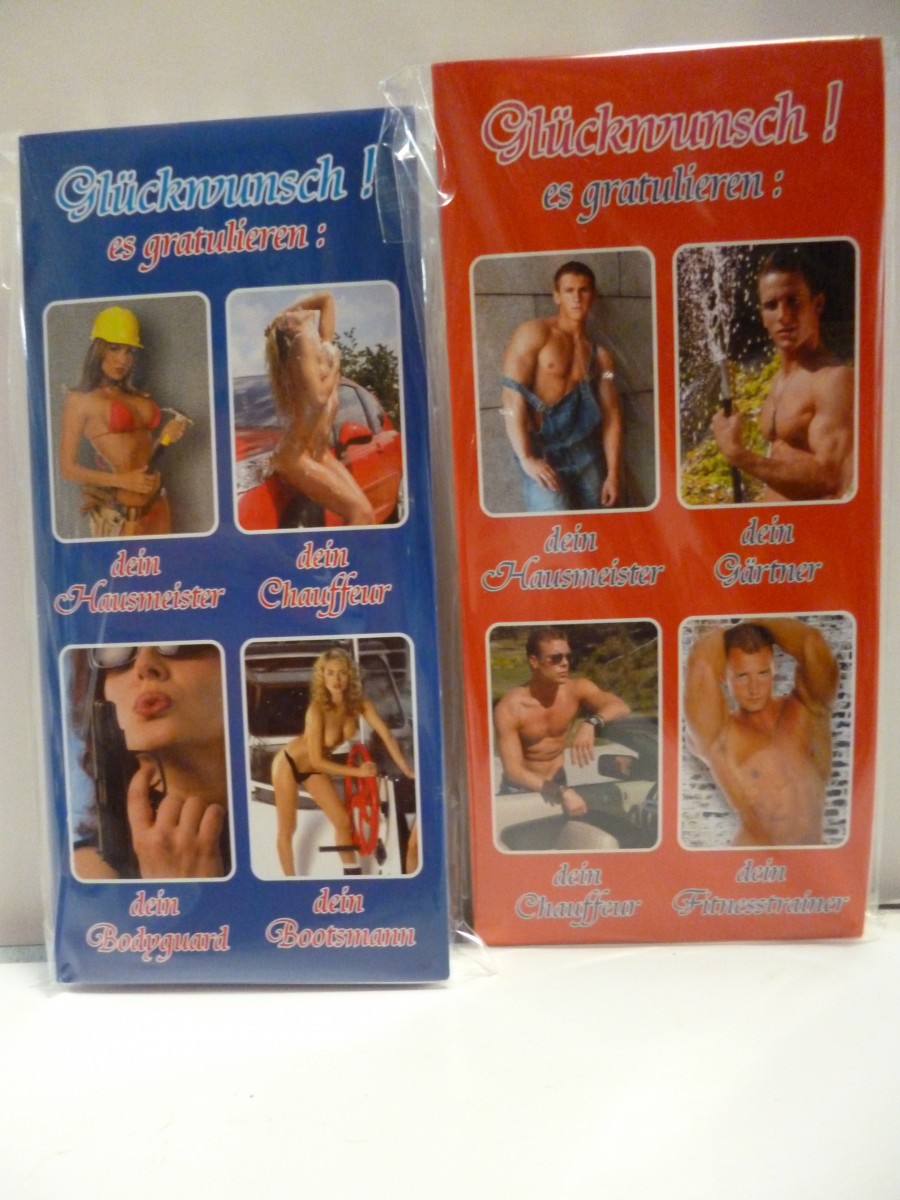 Glückwunsch !
es gratulieren :
dein
Hausmeister
dein
Chauffeur
dein
Bodyguard
dein
Bootsmann
Glückwunsch !
es gratulieren :
dein
Hausmeister
dein
Gärtner
dein
Chauffeur
dein
Fitnesstrainer